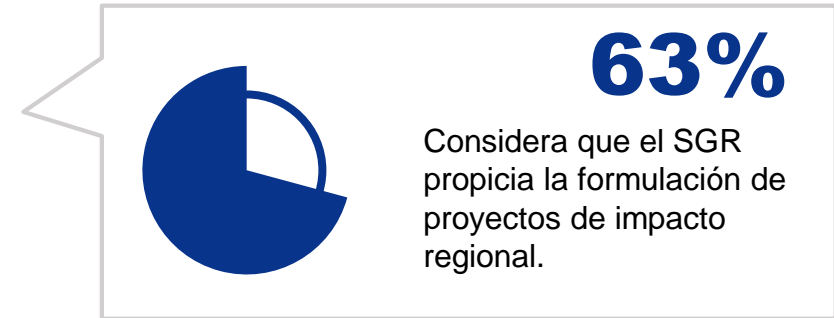 63%
Considera que el SGR
propicia la formulación de
proyectos de impacto
regional.